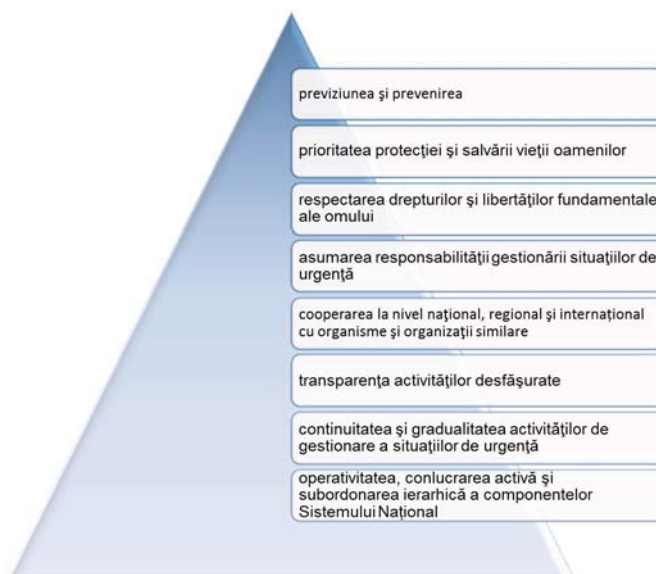 previziunea şi prevenirea
prioritatea protecţiei şi salvării vieţii oamenilor
respectarea drepturilor şi libertăţilor fundamentale
ale omului
asumarea responsabilităţii gestionării situaţiilor de
urgenţă
cooperarea la nivel naţional, regional şi internaţional
cu organisme şi organizaţii similare
transparenţa activităţilor desfăşurate
continuitatea şi gradualitatea activităţilor de
gestionare a situaţiilor de urgenţă
operativitatea, conlucrarea activă şi
subordonarea ierarhică a componentelor
Sistemului Național